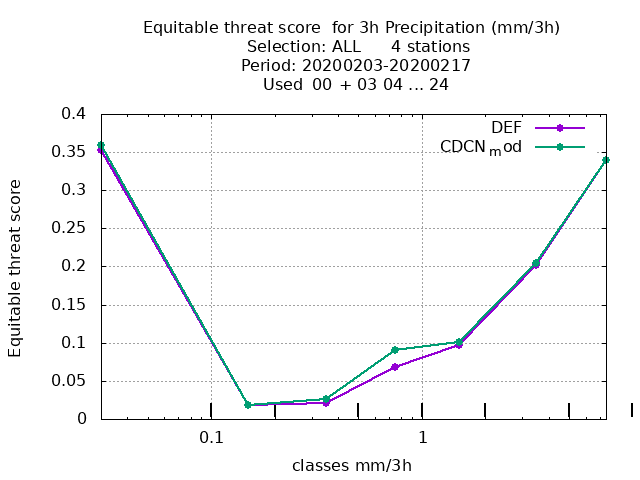 Equitable threat score  for 3h Precipitation (mm/3h)
Selection: ALL      4 stations
Period: 20200203-20200217
Used  00 + 03 04 ... 24
DEF
CDCNmod
0.4
0.35
0.3
0.25
0.2
0.15
0.1
0.05
0
Equitable threat score
0.1
1
classes mm/3h